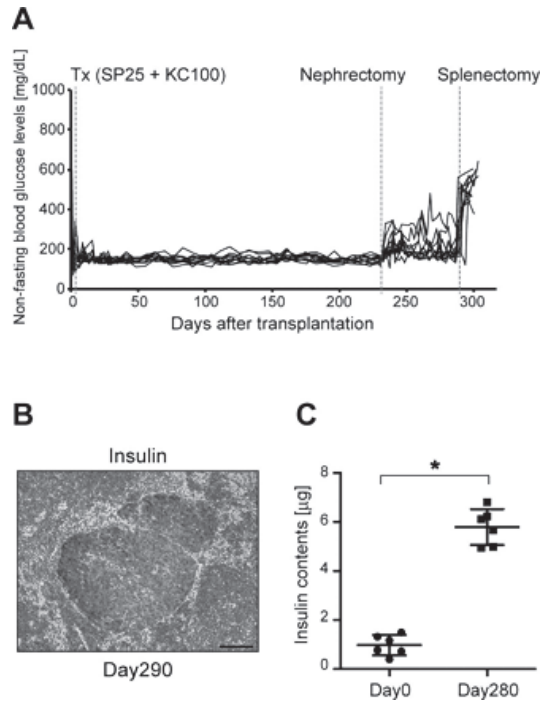 A
Tx (SP25 + KC100)
Nephrectomy
Splenectomy
Non-fasting blood glucose levels [mg/dL]
1000
800
600
400
200
0
0 50 100 150 200 250 300
Days after transplantation
B
Insulin
Day290
C
*
Insulin contents [µg]
8
6
4
2
0
Day0 Day280